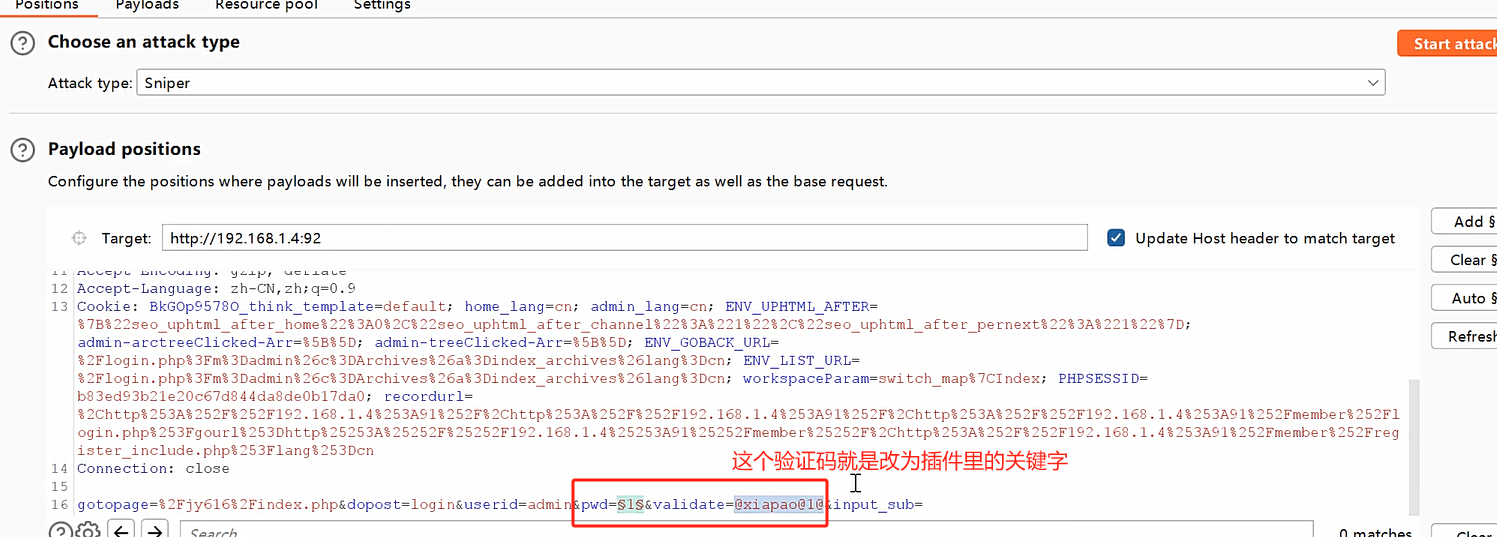 Positions Payloads Resource pool Settings
Choose an attack type
Start attack
Attack type: Sniper
Payload positions
Configure the positions where payloads will be inserted, they can be added into the target as well as the base request.
Target: http://192.168.1.4:92 Update Host header to match target
Add §
Clear §
Auto §
Refresh
11 Accept-Encoding: gzip, deflate
12 Accept-Language: zh-CN,zh;q=0.9
13 Cookie: BkGOp9578O_think_template=default; home_lang=cn; admin_lang=cn; ENV_UPHTML_AFTER=
%7B%22seo_uphtml_after_home%22%3A0%2C%22seo_uphtml_after_channel%22%3A%221%22%2C%22seo_uphtml_after_pernext%22%3A%221%22%7D;
admin-arctreeClicked-Arr=%5B%5D; admin-treeClicked-Arr=%5B%5D; ENV_GOBACK_URL=
%2Flogin.php%3Fm%3Dadmin%26c%3DArchives%26a%3Dindex_archives%26lang%3Dcn; ENV_LIST_URL=
%2Flogin.php%3Fm%3Dadmin%26c%3DArchives%26a%3Dindex_archives%26lang%3Dcn; workspaceParam=switch_map%7CIndex; PHPSESSID=
b83ed93b21e20c67d844da8de0b17da0; recordurl=
%2Chttp%253A%252F%252F192.168.1.4%253A91%252F%2Chttp%253A%252F%252F192.168.1.4%253A91%252F%2Chttp%253A%252F%252F192.168.1.4%253A91%252Fmember%252Fl
ogin.php%253Fgourl%253Dhttp%25253A%25252F%25252F192.168.1.4%25253A91%25252Fmember%25252F%2Chttp%253A%252F%252F192.168.1.4%253A91%252Fmember%252Freg
ister_include.php%253Flang%253Dcn
这个验证码就是改为插件里的关键字
14 Connection: close
15
16 gotopage=%2Fjy616%2Findex.php&dopost=login&userid=admin&pwd=§1§&validate=@xiapao@1@&input_sub=
Search
0 matches
Clear